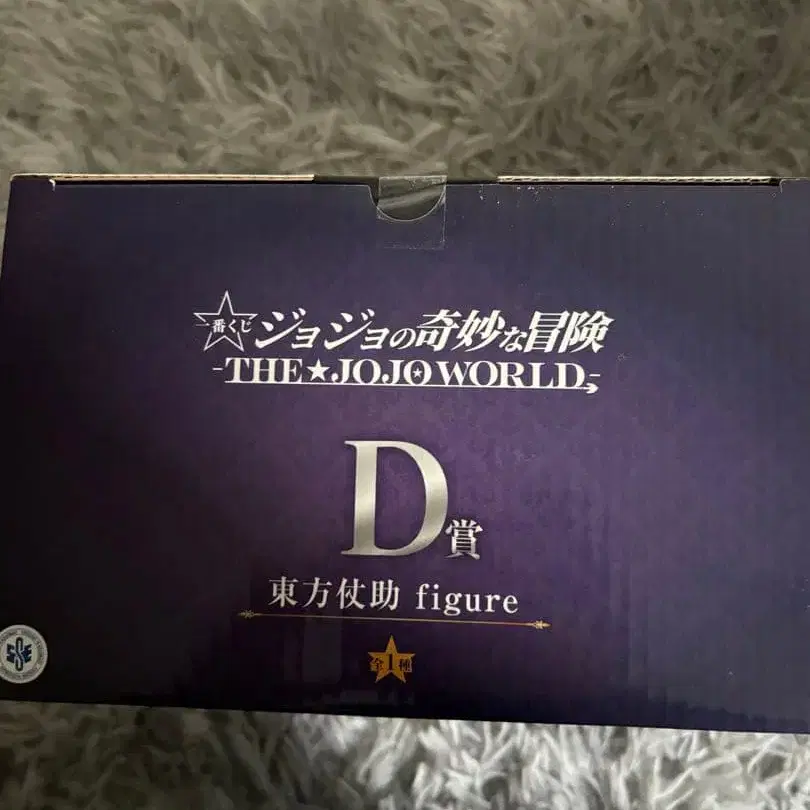 一番くじ ジョジョの奇妙な冒険
-THE★JOJO WORLD-
D賞
東方仗助 figure
全1種